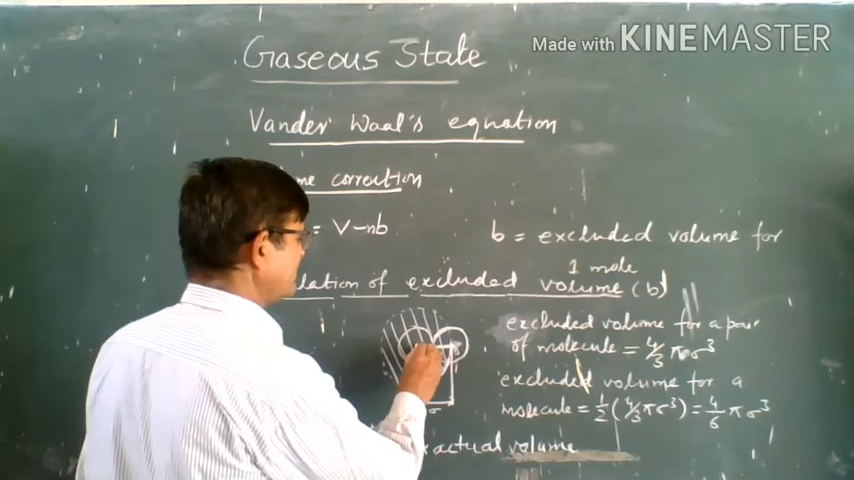 Made with KINEMASTER
Gaseous State
Vander Waal's equation
correction
= V-nb
b = excluded volume for
1 mole
of excluded volume (b)
excluded volume for a pair
of molecule = 4/3 πσ³
excluded volume for a
molecule = 1/2 (4/3 πσ³) = 4/6 πσ³
actual volume